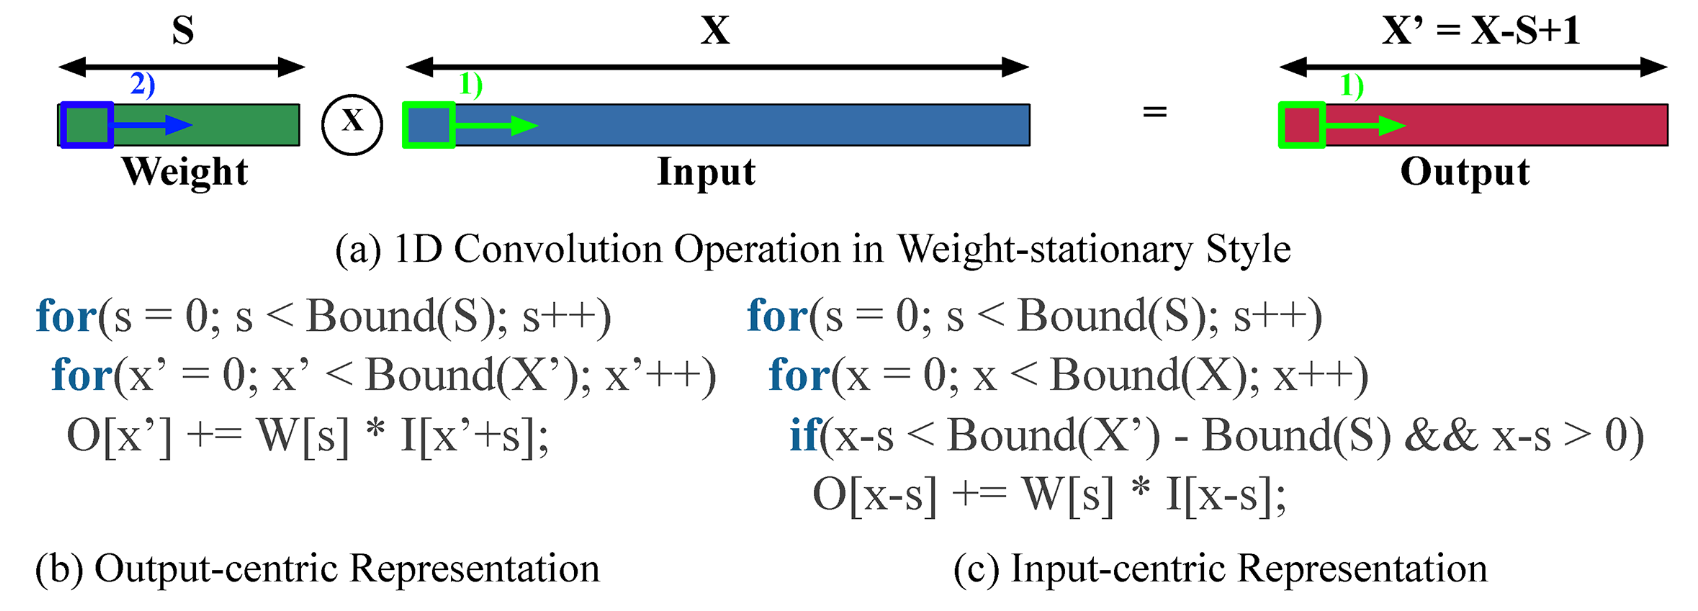 S
X
X’ = X-S+1
2)
1)
1)
X
=
Weight
Input
Output
(a) 1D Convolution Operation in Weight-stationary Style
for(s = 0; s < Bound(S); s++)
for(x’ = 0; x’ < Bound(X’); x’++)
O[x’] += W[s] * I[x’+s];
(b) Output-centric Representation
for(s = 0; s < Bound(S); s++)
for(x = 0; x < Bound(X); x++)
if(x-s < Bound(X’) - Bound(S) && x-s > 0)
O[x-s] += W[s] * I[x-s];
(c) Input-centric Representation